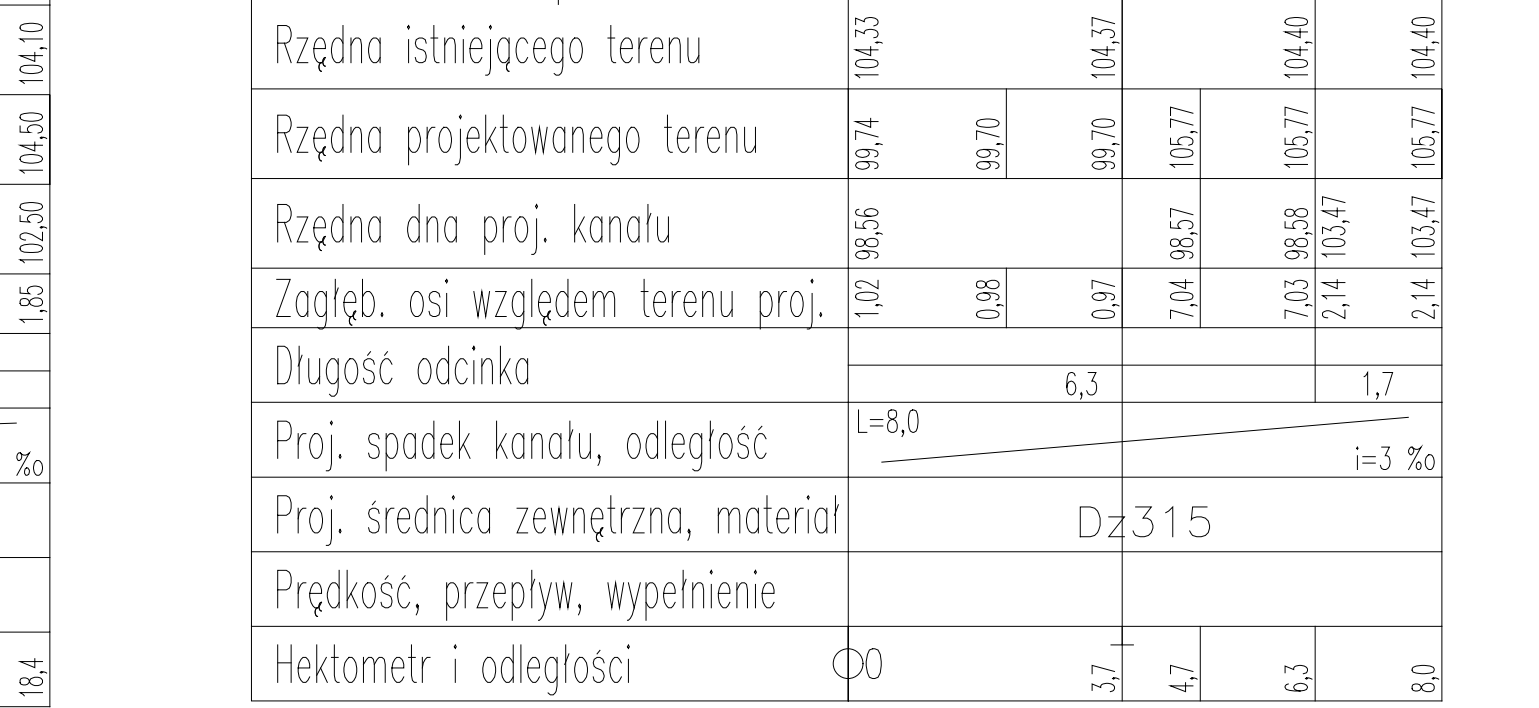 104,10
104,50
102,50
1,85
‰
18,4
Rzędna istniejącego terenu 104,33 104,37 104,40 104,40
Rzędna projektowanego terenu 99,74 99,70 99,70 105,77 105,77 105,77
Rzędna dna proj. kanału 98,56 98,57 98,58 103,47 103,47
Zagłęb. osi względem terenu proj. 1,02 0,98 0,97 7,04 7,03 2,14 2,14
Długość odcinka 6,3 1,7
Proj. spadek kanału, odległość L=8,0 i=3 ‰
Proj. średnica zewnętrzna, materiał Dz315
Prędkość, przepływ, wypełnienie
Hektometr i odległości 0 3,7 4,7 6,3 8,0